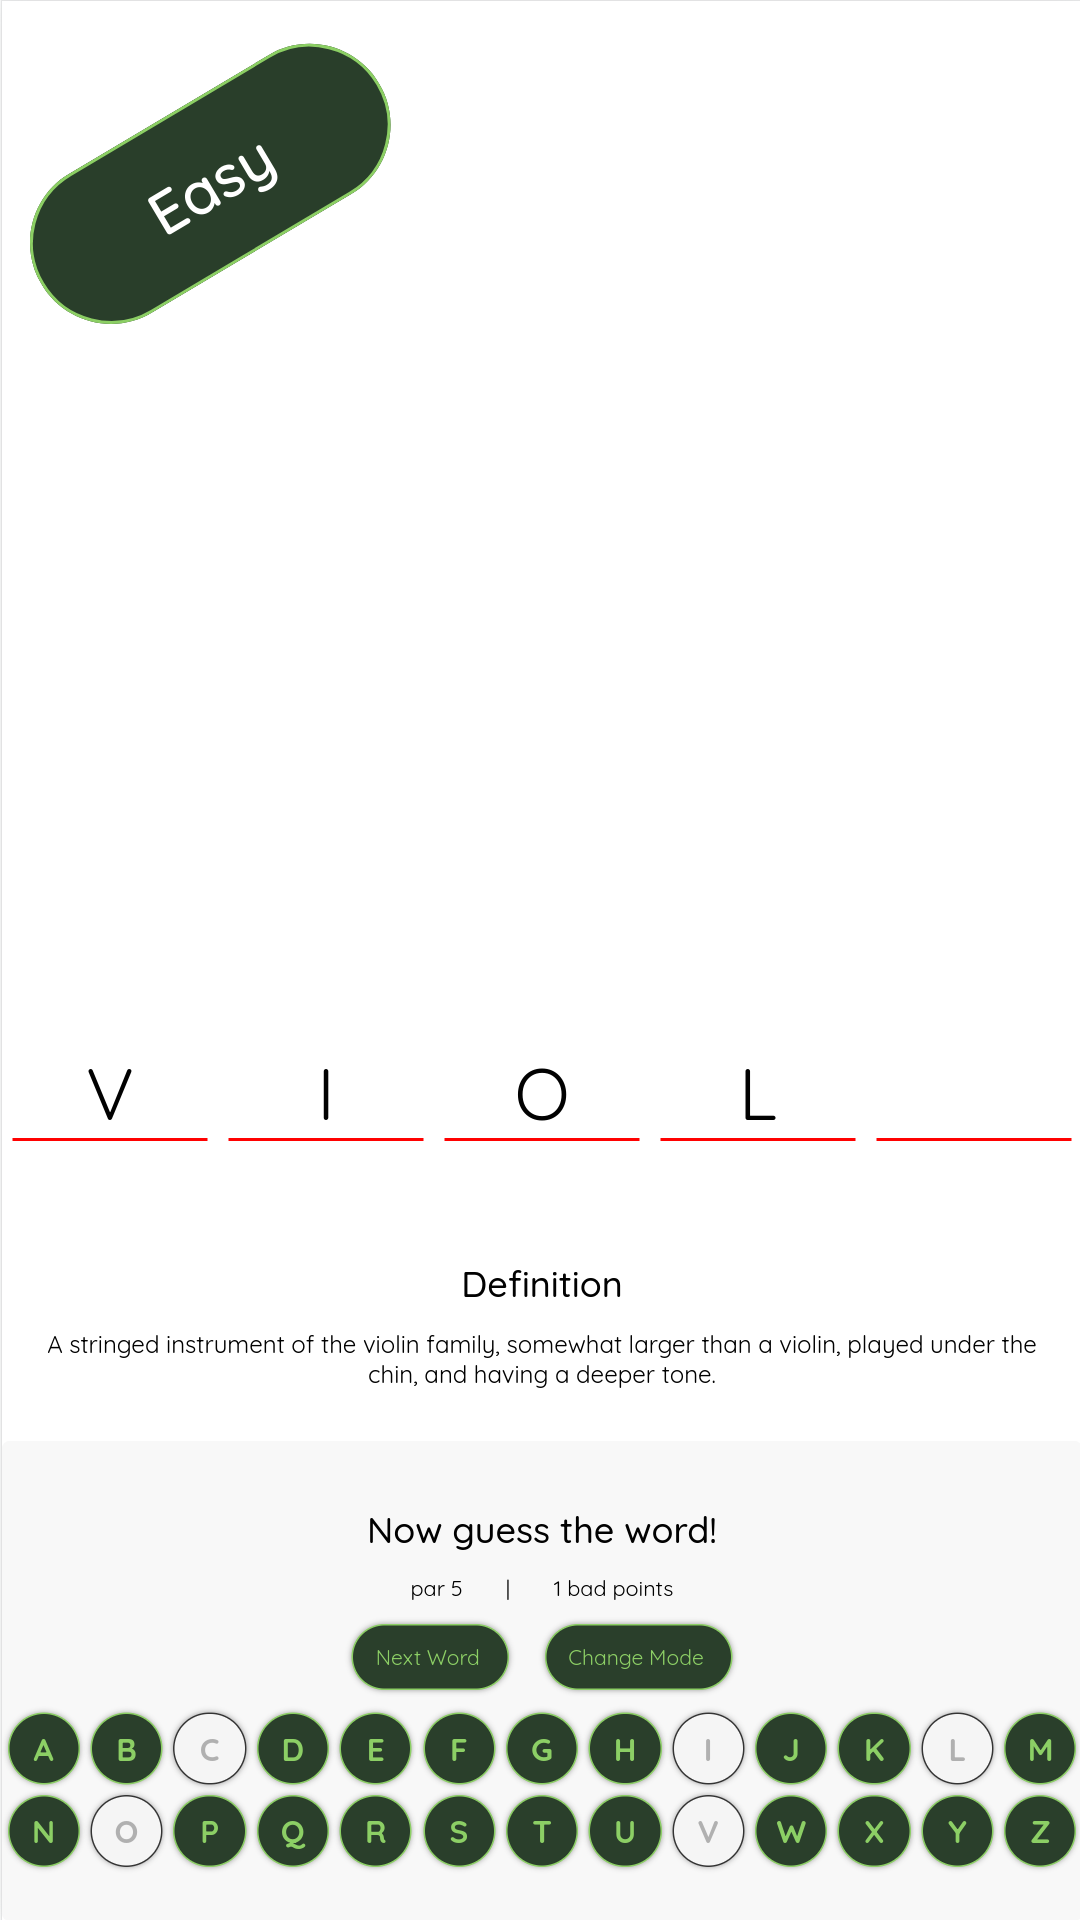 Easy
V I O L
Definition
A stringed instrument of the violin family, somewhat larger than a violin, played under the
chin, and having a deeper tone.
Now guess the word!
par 5 | 1 bad points
Next Word Change Mode
A B C D E F G H I J K L M
N O P Q R S T U V W X Y Z